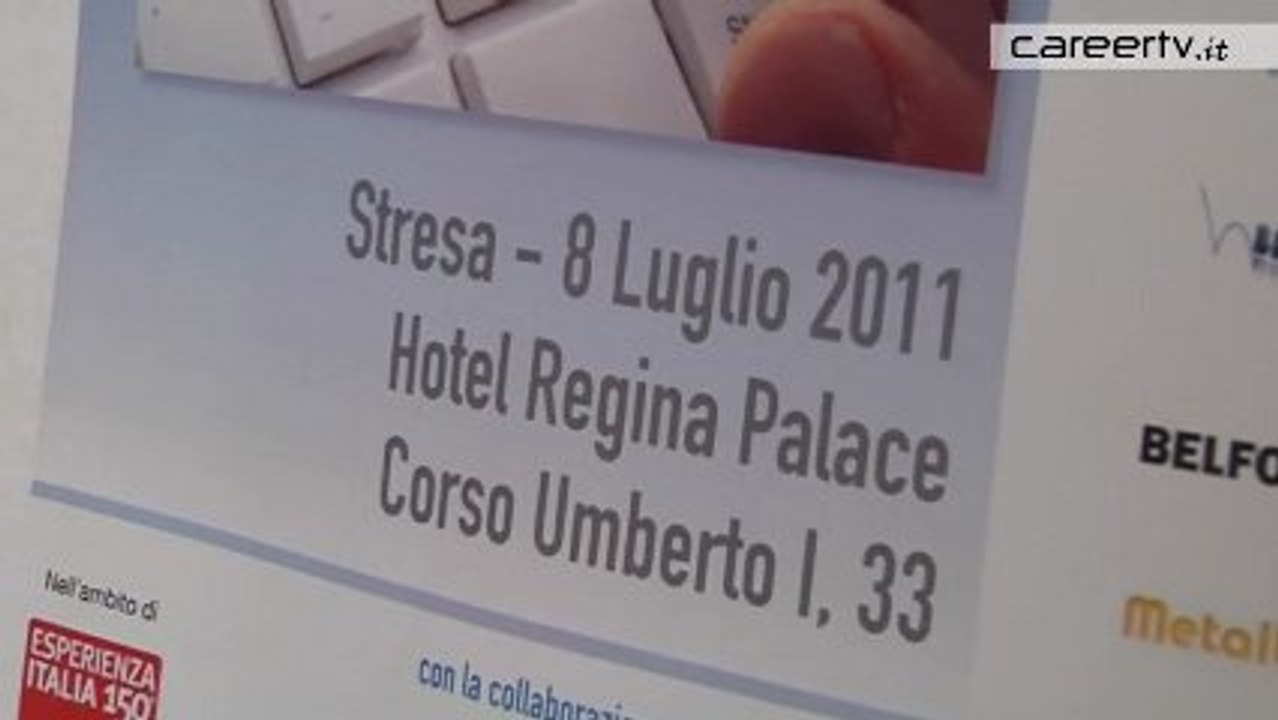 careertv.it
Stresa - 8 Luglio 2011
Hotel Regina Palace
Corso Umberto I, 33
BELFO
Metal
Nell'ambito di
ESPERIENZA
ITALIA 150°
con la collaborazio